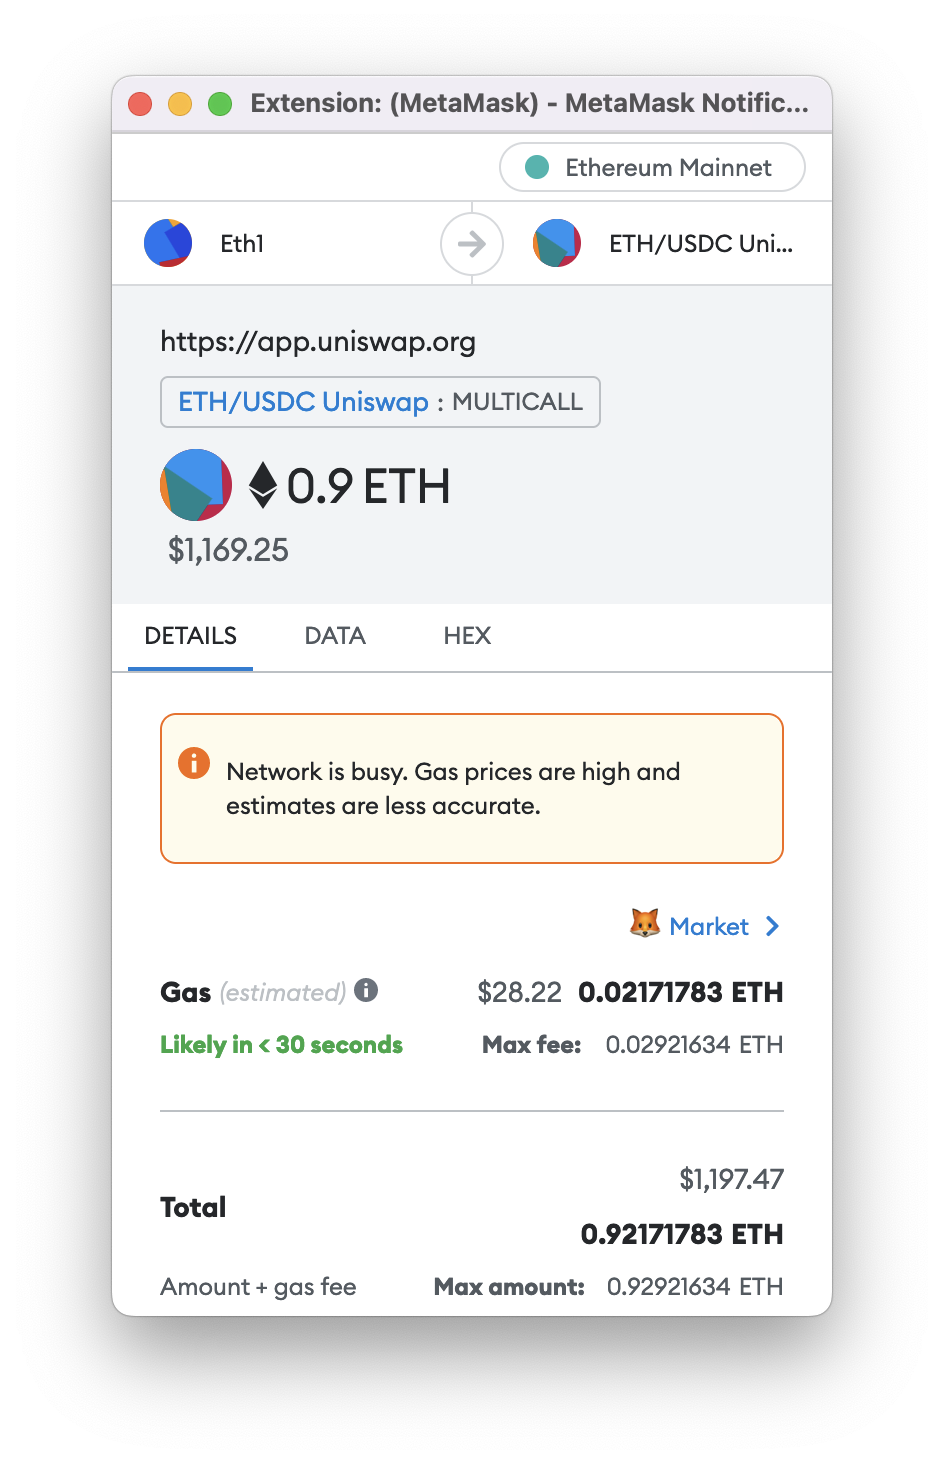 Extension: (MetaMask) - MetaMask Notific...
Ethereum Mainnet
Eth1
ETH/USDC Uni...
https://app.uniswap.org
ETH/USDC Uniswap : MULTICALL
0.9 ETH
$1,169.25
DETAILS DATA HEX
Network is busy. Gas prices are high and
estimates are less accurate.
Market
Gas (estimated) $28.22 0.02171783 ETH
Likely in < 30 seconds Max fee: 0.02921634 ETH
$1,197.47
Total
0.92171783 ETH
Amount + gas fee Max amount: 0.92921634 ETH